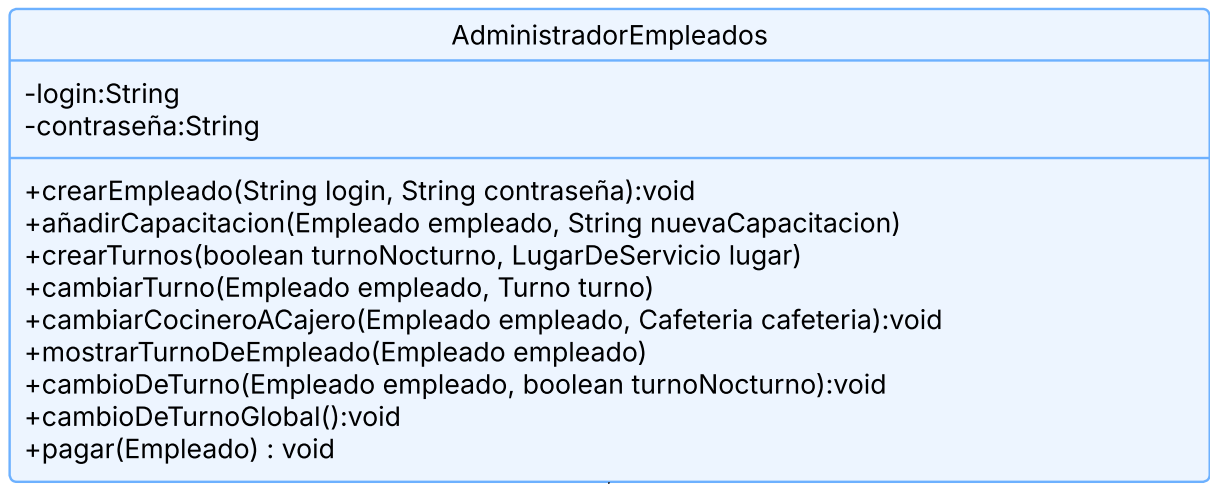 AdministradorEmpleados
-login:String
-contraseña:String
+crearEmpleado(String login, String contraseña):void
+añadirCapacitacion(Empleado empleado, String nuevaCapacitacion)
+crearTurnos(boolean turnoNocturno, LugarDeServicio lugar)
+cambiarTurno(Empleado empleado, Turno turno)
+cambiarCocineroACajero(Empleado empleado, Cafeteria cafeteria):void
+mostrarTurnoDeEmpleado(Empleado empleado)
+cambioDeTurno(Empleado empleado, boolean turnoNocturno):void
+cambioDeTurnoGlobal():void
+pagar(Empleado) : void